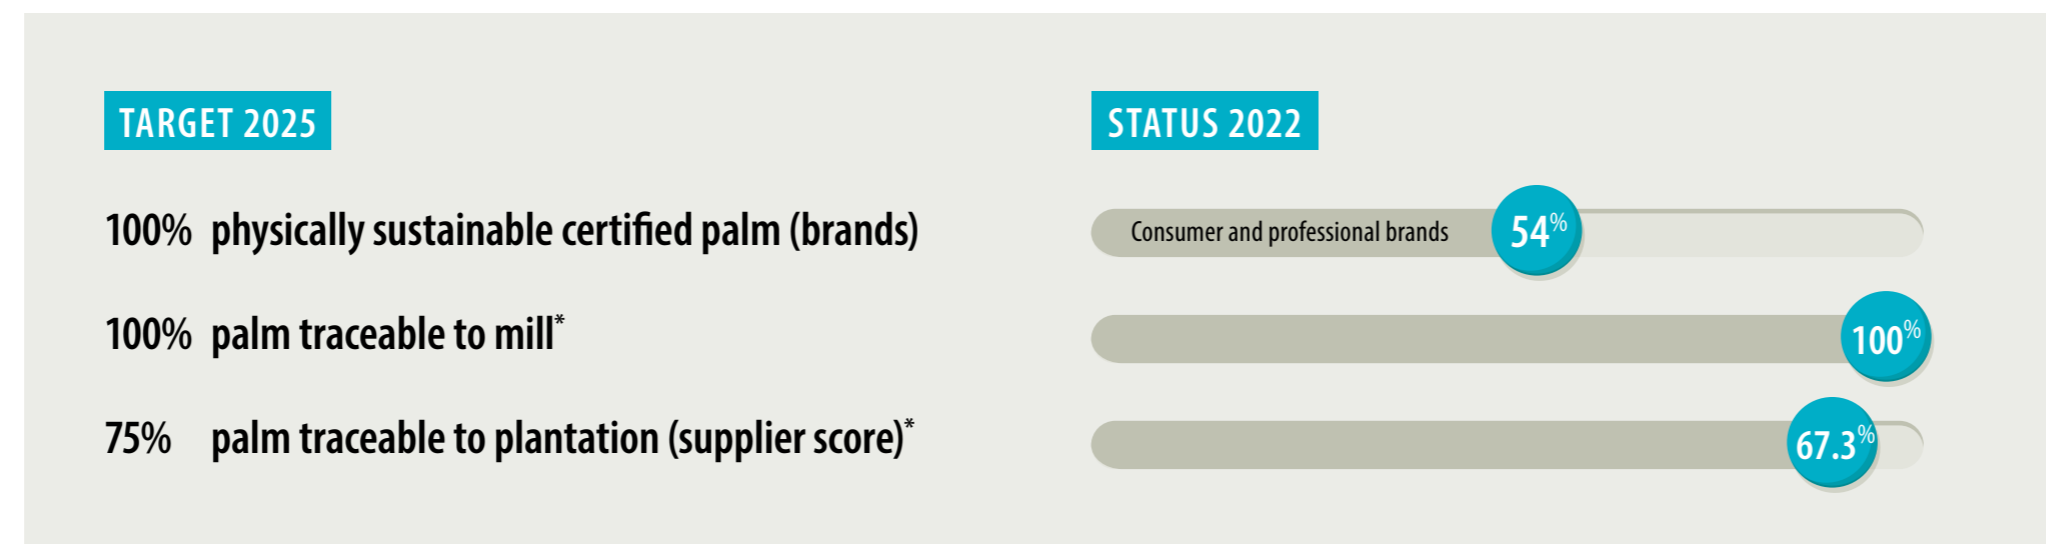 TARGET 2025
STATUS 2022
100% physically sustainable certified palm (brands)
Consumer and professional brands 54%
100% palm traceable to mill*
100%
75% palm traceable to plantation (supplier score)*
67.3%